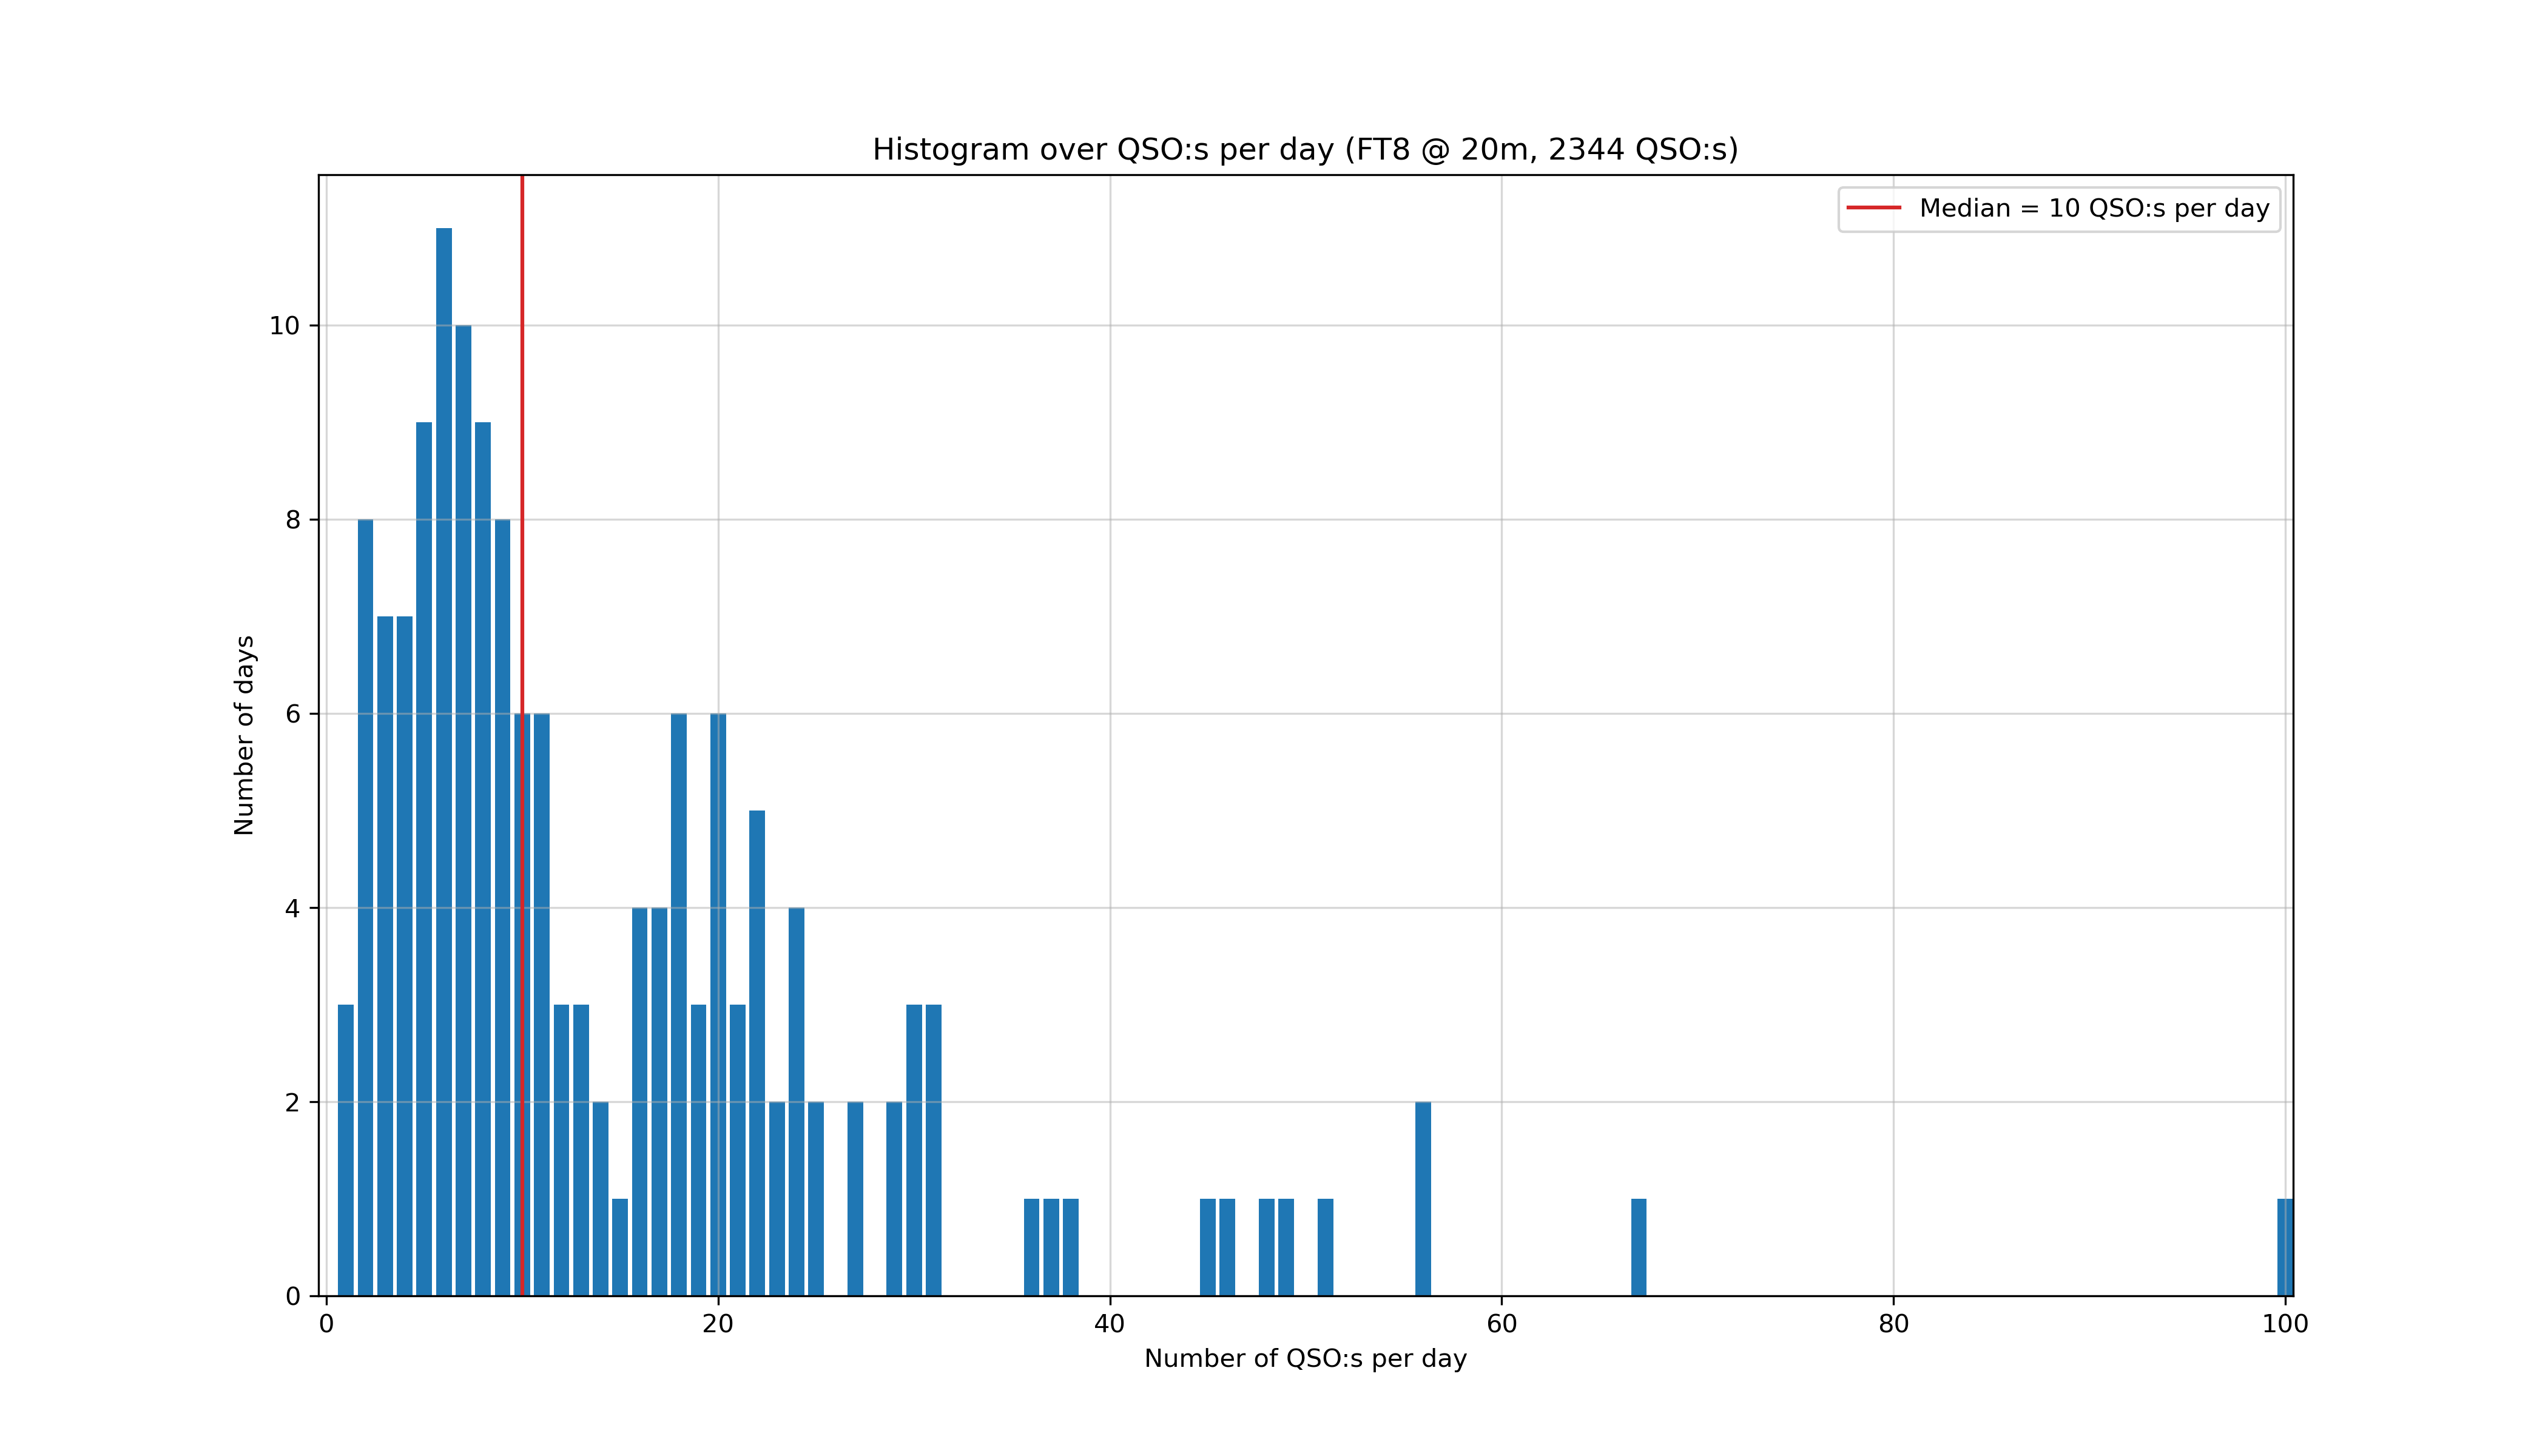 Histogram over QSO:s per day (FT8 @ 20m, 2344 QSO:s)
Median = 10 QSO:s per day
Number of days
10
8
6
4
2
0
0 20 40 60 80 100
Number of QSO:s per day